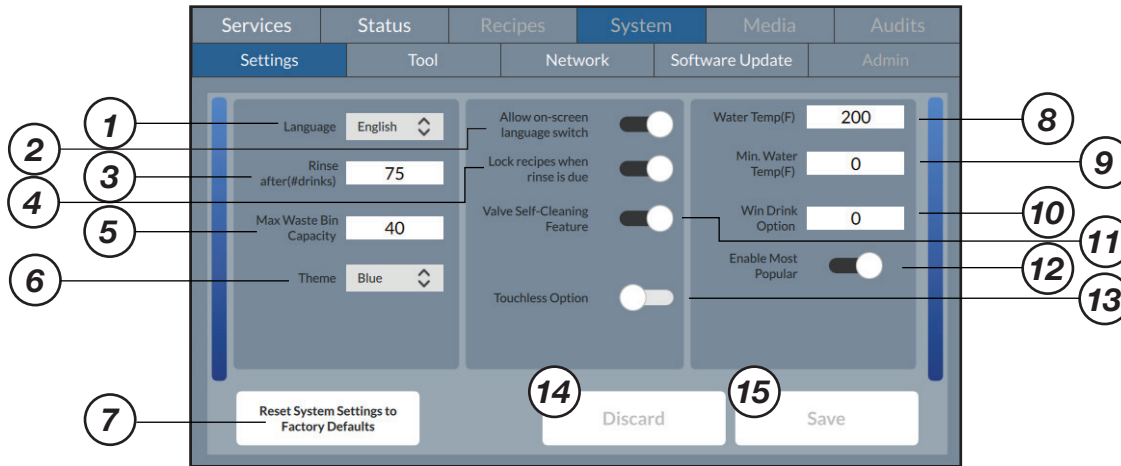 Services Status Recipes System Media Audits
Settings Tool Network Software Update Admin
1
2
3
4
5
6
7
Language English
Rinse
after(#drinks) 75
Max Waste Bin
Capacity 40
Theme Blue
Allow on-screen
language switch
Lock recipes when
rinse is due
Valve Self-Cleaning
Feature
Touchless Option
Water Temp(F) 200
Min. Water
Temp(F) 0
Win Drink
Option 0
Enable Most
Popular
8
9
10
11
12
13
Reset System Settings to
Factory Defaults
14
Discard
15
Save